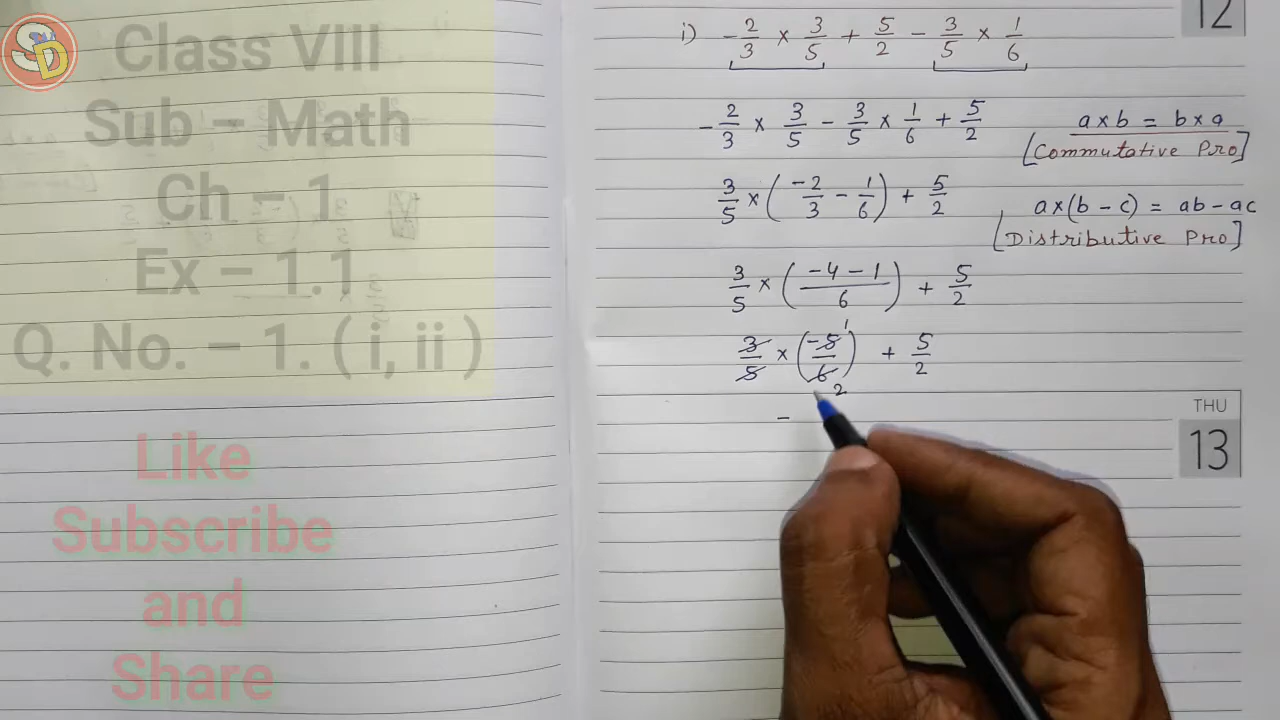 SD
Class VIII
Sub – Math
Ch – 1
Ex – 1.1
Q. No. – 1. ( i, ii )
Like
Subscribe
and
Share
12
i) -2/3 × 3/5 + 5/2 - 3/5 × 1/6
-2/3 × 3/5 - 3/5 × 1/6 + 5/2
a×b = b×a
[Commutative Pro]
3/5 × (-2/3 - 1/6) + 5/2
a×(b - c) = ab - ac
[Distributive Pro]
3/5 × (-4 - 1/6) + 5/2
3/5 × (-5/6) + 5/2
1
2
-
THU
13